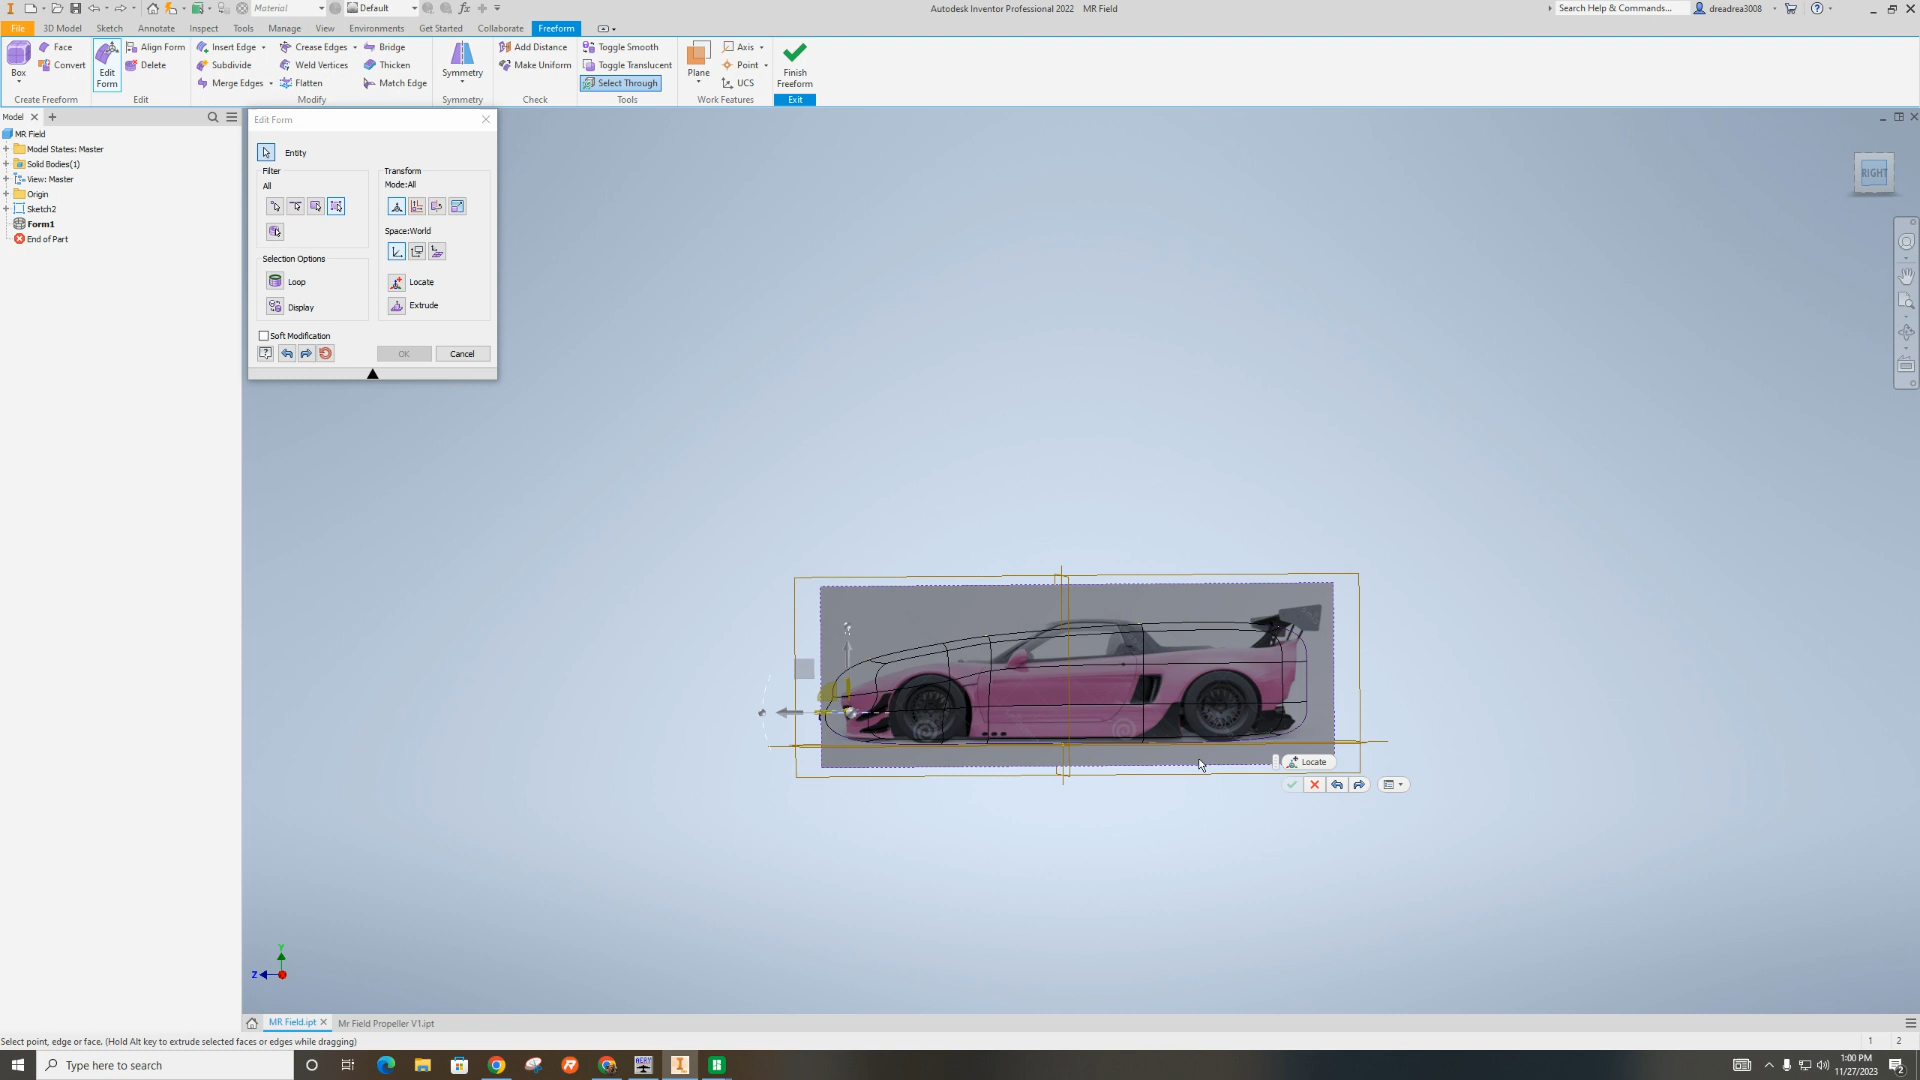 Material
Default
Autodesk Inventor Professional 2022 MR Field
Search Help & Commands...
dreadrea3008
File 3D Model Sketch Annotate Inspect Tools Manage View Environments Get Started Collaborate Freeform
Box
Face
Convert
Create Freeform
Edit Form
Align Form
Delete
Edit
Insert Edge
Subdivide
Merge Edges
Crease Edges
Weld Vertices
Flatten
Bridge
Thicken
Match Edge
Modify
Symmetry
Symmetry
Add Distance
Make Uniform
Check
Toggle Smooth
Toggle Translucent
Select Through
Tools
Plane
Axis
Point
UCS
Work Features
Finish Freeform
Exit
Model
MR Field
Model States: Master
Solid Bodies(1)
View: Master
Origin
Sketch2
Form1
End of Part
Edit Form
Entity
Filter
All
Transform
Mode:All
Space:World
Selection Options
Loop
Display
Locate
Extrude
Soft Modification
OK
Cancel
RIGHT
Locate
Y
Z
MR Field.ipt
Mr Field Propeller V1.ipt
Select point, edge or face. (Hold Alt key to extrude selected faces or edges while dragging)
1 2
Type here to search
1:00 PM
11/27/2023
2